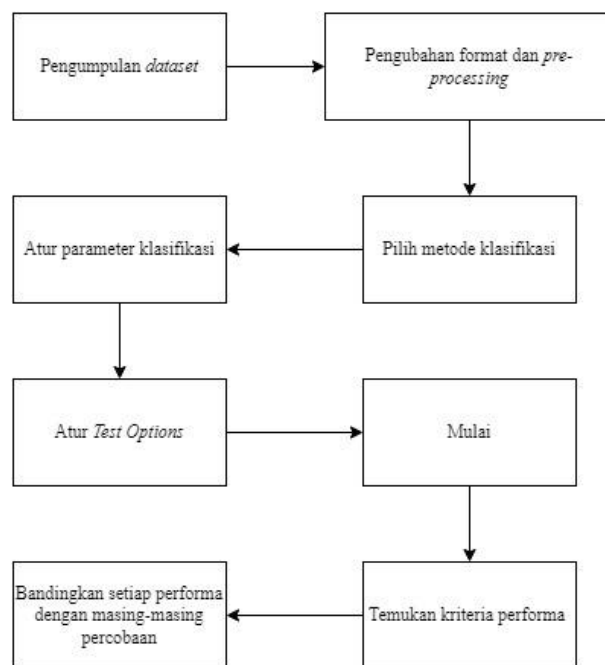 Pengumpulan dataset
Pengubahan format dan pre-
processing
Pilih metode klasifikasi
Atur parameter klasifikasi
Atur Test Options
Mulai
Temukan kriteria performa
Bandingkan setiap performa
dengan masing-masing
percobaan